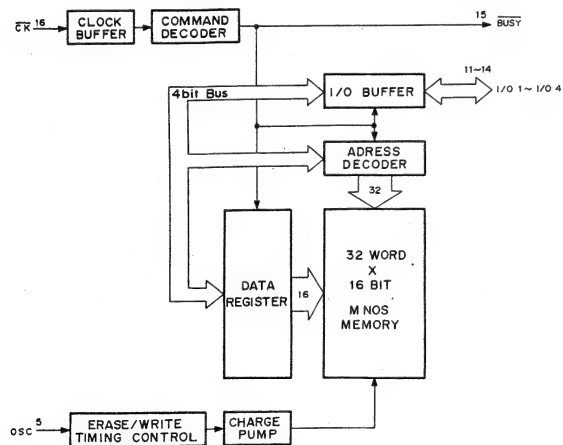 CK 16
CLOCK
BUFFER
COMMAND
DECODER
15
BUSY
4bit Bus
I/O BUFFER
11~14
I/O 1~I/O 4
ADRESS
DECODER
32
DATA
REGISTER
16
32 WORD
X
16 BIT
MNOS
MEMORY
OSC 5
ERASE/WRITE
TIMING CONTROL
CHARGE
PUMP